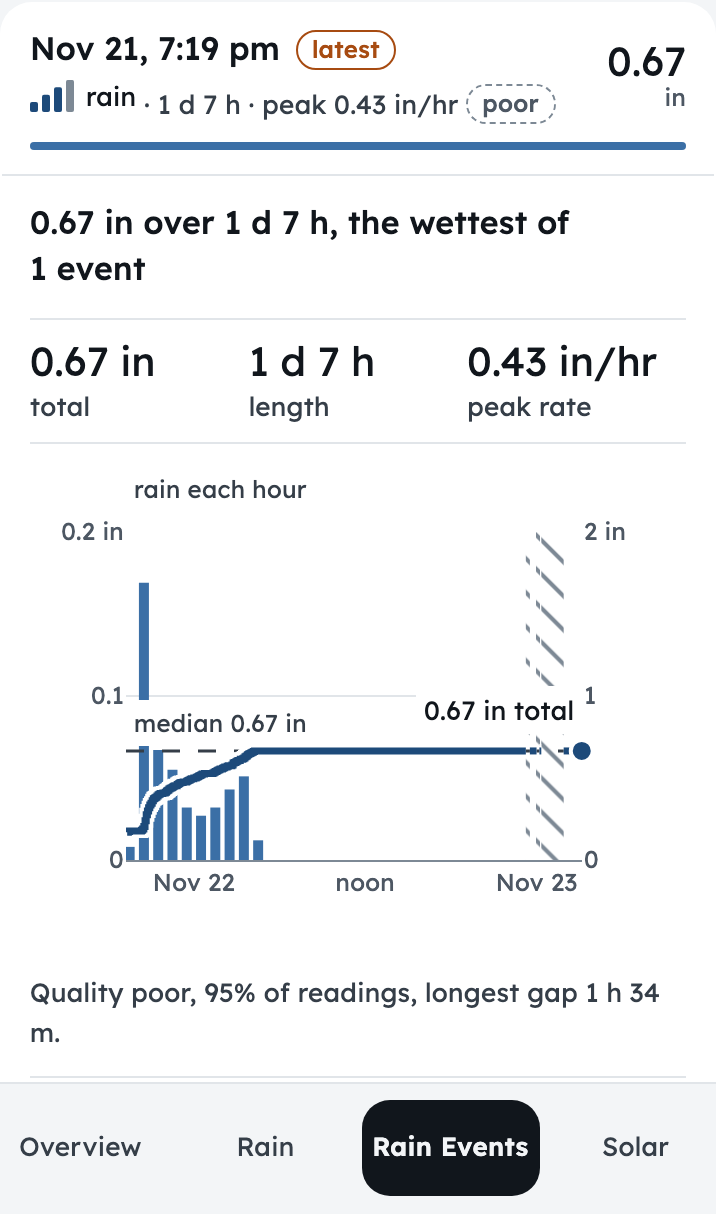 Nov 21, 7:19 pm latest
0.67
in
rain · 1 d 7 h · peak 0.43 in/hr poor
0.67 in over 1 d 7 h, the wettest of
1 event
0.67 in 1 d 7 h 0.43 in/hr
total length peak rate
rain each hour
0.2 in 2 in
0.1 1
0.67 in total
median 0.67 in
0 0
Nov 22 noon Nov 23
Quality poor, 95% of readings, longest gap 1 h 34
m.
Overview Rain Rain Events Solar